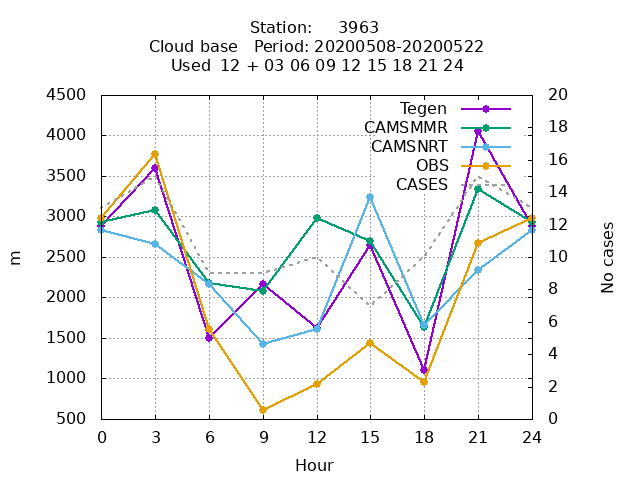 Station: 3963
Cloud base Period: 20200508-20200522
Used 12 + 03 06 09 12 15 18 21 24
4500
4000
3500
3000
2500
2000
1500
1000
500
20
18
16
14
12
10
8
6
4
2
0
Tegen
CAMSMMR
CAMSNRT
OBS
CASES
m
No cases
0 3 6 9 12 15 18 21 24
Hour